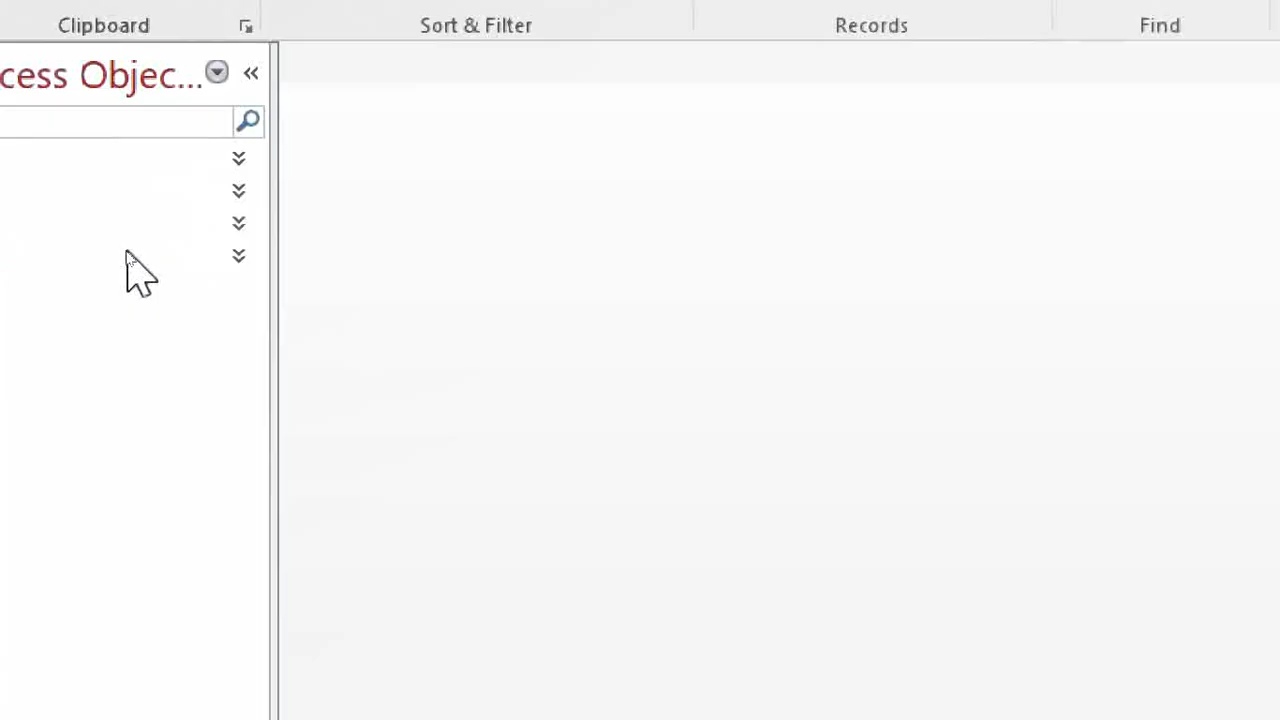 Clipboard
Sort & Filter
Records
Find
cess Objec...